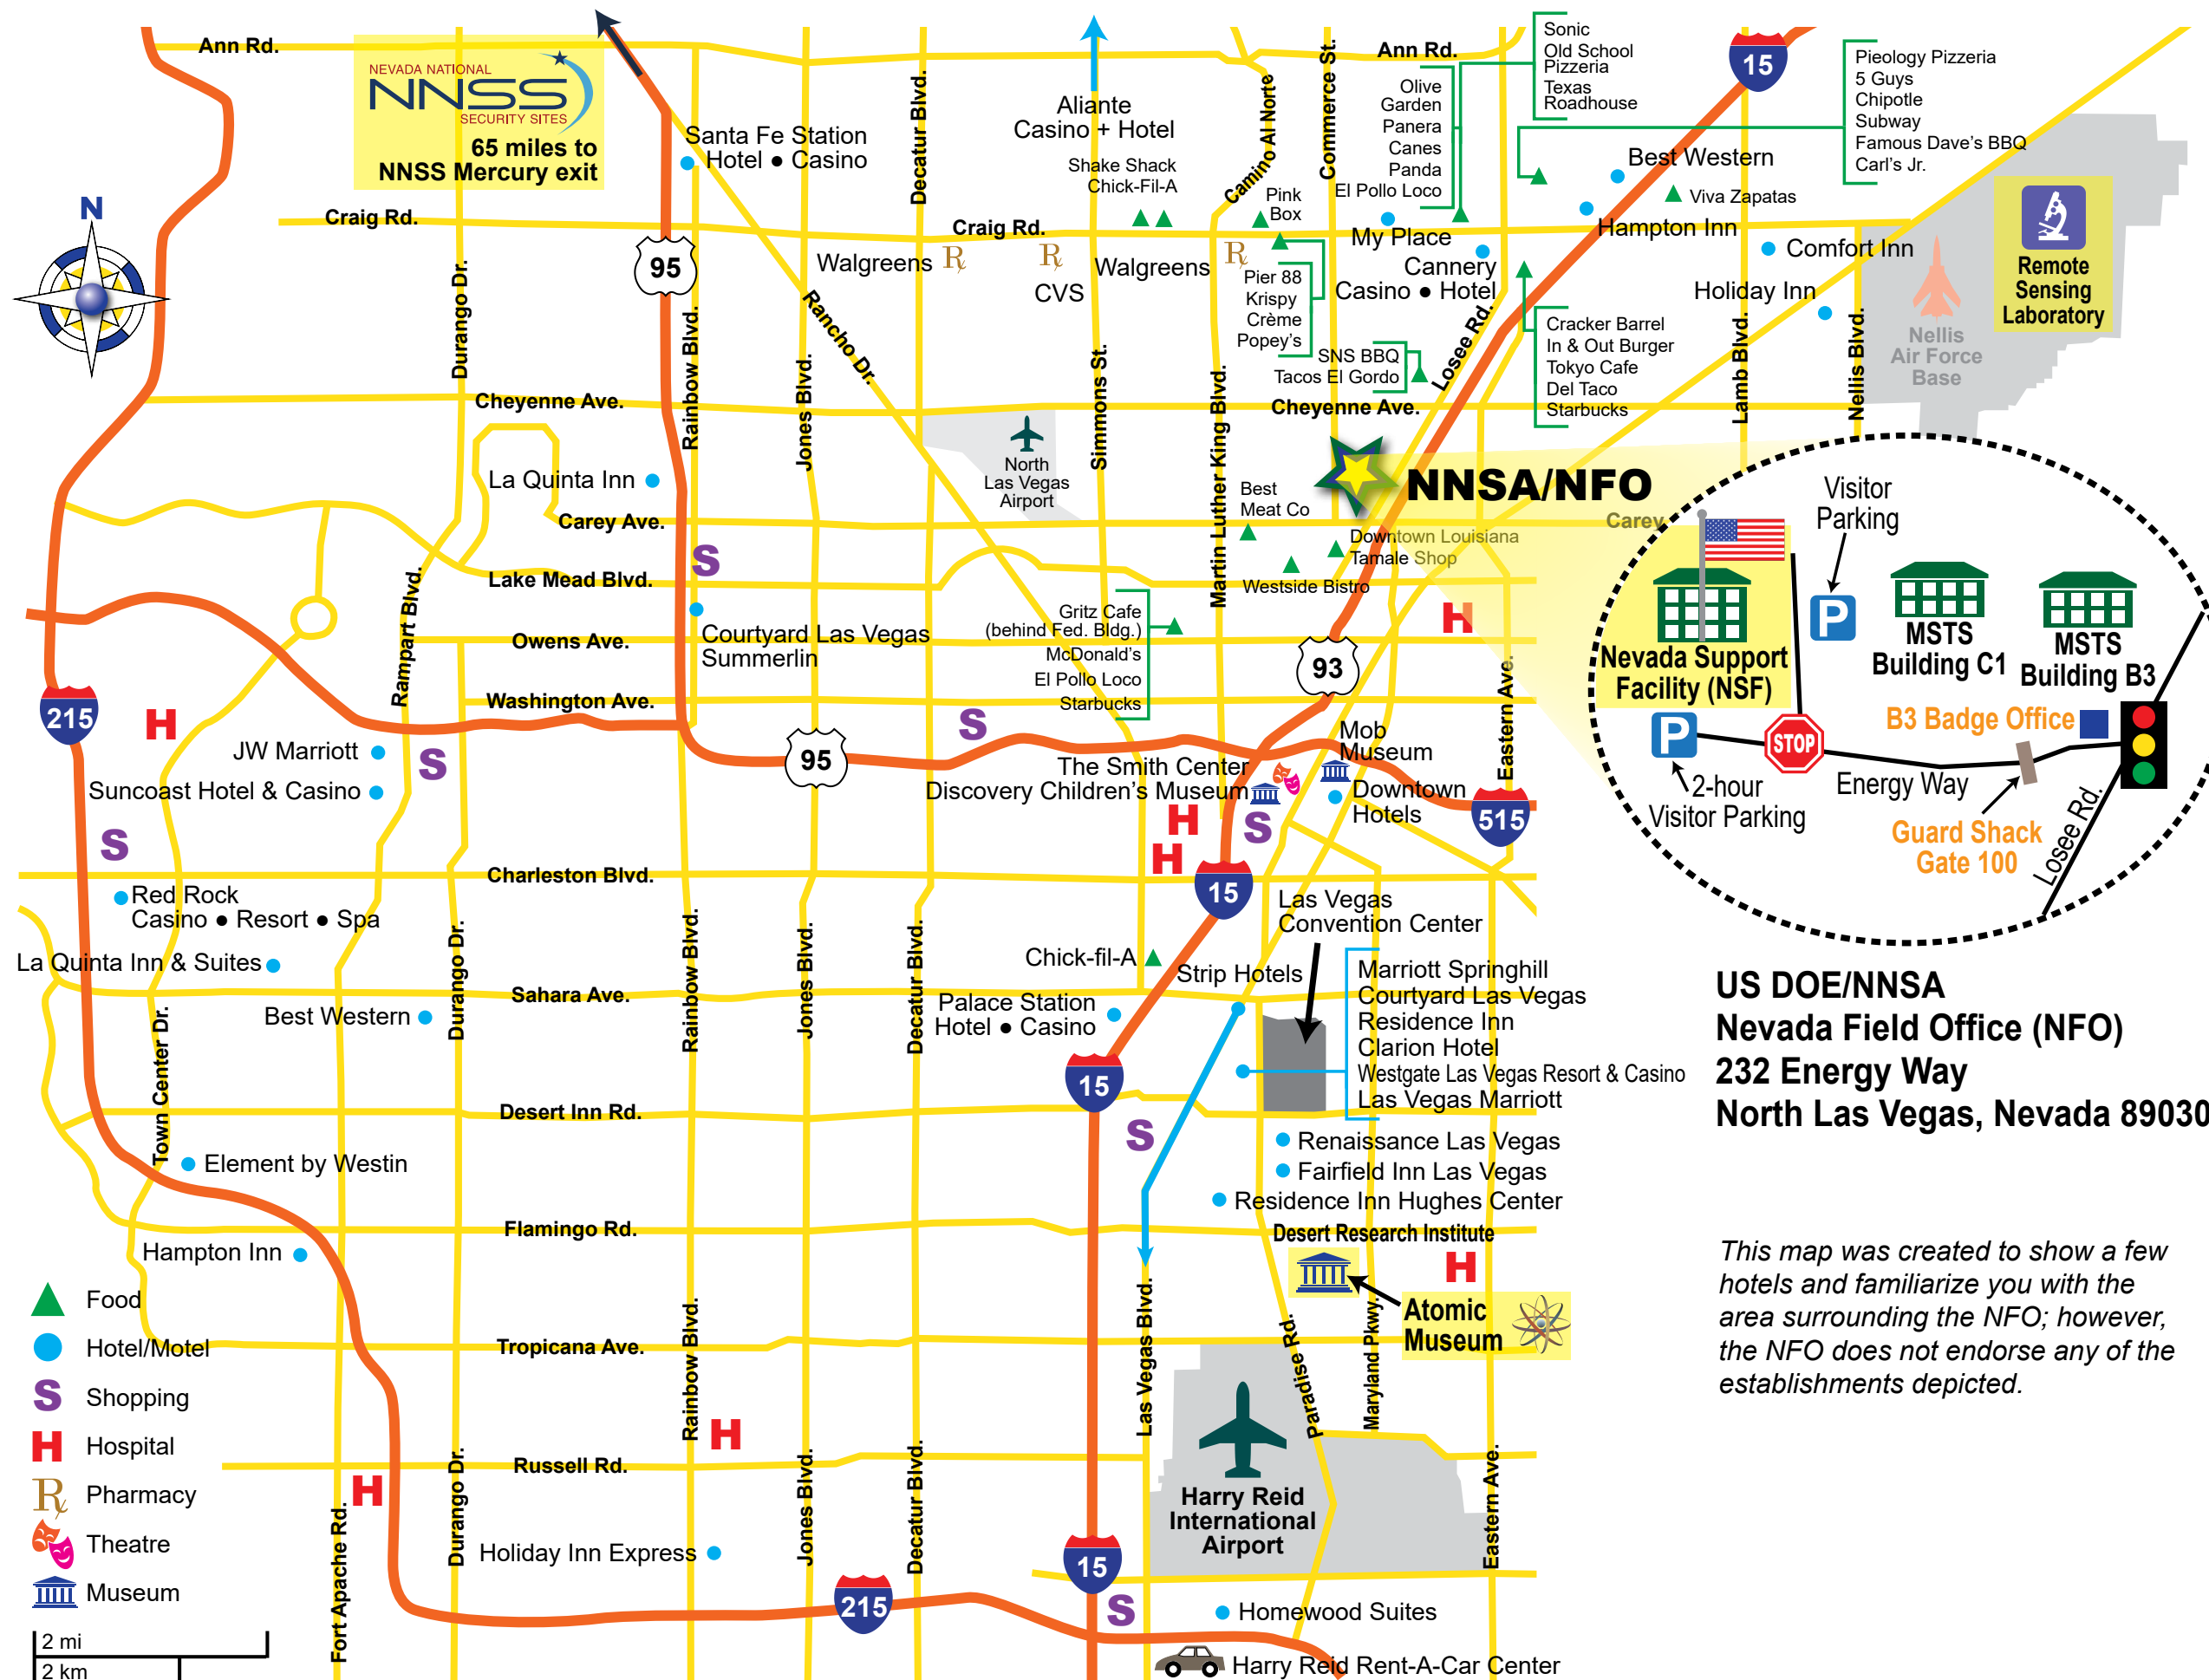 Ann Rd.
Ann Rd.
NEVADA NATIONAL
NNSS
SECURITY SITES
65 miles to
NNSS Mercury exit
N
Santa Fe Station
Hotel ● Casino
Decatur Blvd.
Aliante
Casino + Hotel
Shake Shack
Chick-Fil-A
Camino Al Norte
Commerce St.
Pink
Box
Olive
Garden
Panera
Canes
Panda
El Pollo Loco
Sonic
Old School
Pizzeria
Texas
Roadhouse
15
Pieology Pizzeria
5 Guys
Chipotle
Subway
Famous Dave's BBQ
Carl's Jr.
Best Western
Viva Zapatas
Hampton Inn
Comfort Inn
Holiday Inn
Remote
Sensing
Laboratory
Nellis
Air Force
Base
Craig Rd.
Craig Rd.
95
Walgreens
CVS
Walgreens
My Place
Cannery
Casino ● Hotel
Pier 88
Krispy
Crème
Popey's
SNS BBQ
Tacos El Gordo
Cracker Barrel
In & Out Burger
Tokyo Cafe
Del Taco
Starbucks
Durango Dr.
Rainbow Blvd.
Jones Blvd.
Rancho Dr.
Simmons St.
Martin Luther King Blvd.
Losee Rd.
Lamb Blvd.
Nellis Blvd.
Cheyenne Ave.
Cheyenne Ave.
North
Las Vegas
Airport
La Quinta Inn
Carey Ave.
Carey
Best
Meat Co
NNSA/NFO
Downtown Louisiana
Tamale Shop
Westside Bistro
S
Lake Mead Blvd.
Rampart Blvd.
Courtyard Las Vegas
Summerlin
Owens Ave.
Washington Ave.
Gritz Cafe
(behind Fed. Bldg.)
McDonald's
El Pollo Loco
Starbucks
H
93
Eastern Ave.
Visitor
Parking
P
Nevada Support
Facility (NSF)
MSTS
Building C1
MSTS
Building B3
B3 Badge Office
P
STOP
2-hour
Visitor Parking
Energy Way
Guard Shack
Gate 100
Losee Rd.
215
H
JW Marriott
Suncoast Hotel & Casino
S
S
95
S
Mob
Museum
The Smith Center
Discovery Children's Museum
Downtown
Hotels
515
H
H
S
Charleston Blvd.
15
Red Rock
Casino ● Resort ● Spa
La Quinta Inn & Suites
Best Western
Las Vegas
Convention Center
Chick-fil-A
Strip Hotels
Sahara Ave.
Palace Station
Hotel ● Casino
Marriott Springhill
Courtyard Las Vegas
Residence Inn
Clarion Hotel
Westgate Las Vegas Resort & Casino
Las Vegas Marriott
US DOE/NNSA
Nevada Field Office (NFO)
232 Energy Way
North Las Vegas, Nevada 89030
Town Center Dr.
Durango Dr.
Rainbow Blvd.
Jones Blvd.
Decatur Blvd.
15
Desert Inn Rd.
S
Renaissance Las Vegas
Fairfield Inn Las Vegas
Residence Inn Hughes Center
Element by Westin
Flamingo Rd.
Hampton Inn
Desert Research Institute
H
Atomic
Museum
This map was created to show a few
hotels and familiarize you with the
area surrounding the NFO; however,
the NFO does not endorse any of the
establishments depicted.
Tropicana Ave.
Las Vegas Blvd.
Paradise Rd.
Maryland Pkwy.
Rainbow Blvd.
H
Russell Rd.
H
Harry Reid
International
Airport
Fort Apache Rd.
Durango Dr.
Jones Blvd.
Decatur Blvd.
Eastern Ave.
Holiday Inn Express
215
15
S
Homewood Suites
Harry Reid Rent-A-Car Center
Food
Hotel/Motel
S Shopping
H Hospital
Rx Pharmacy
Theatre
Museum
2 mi
2 km